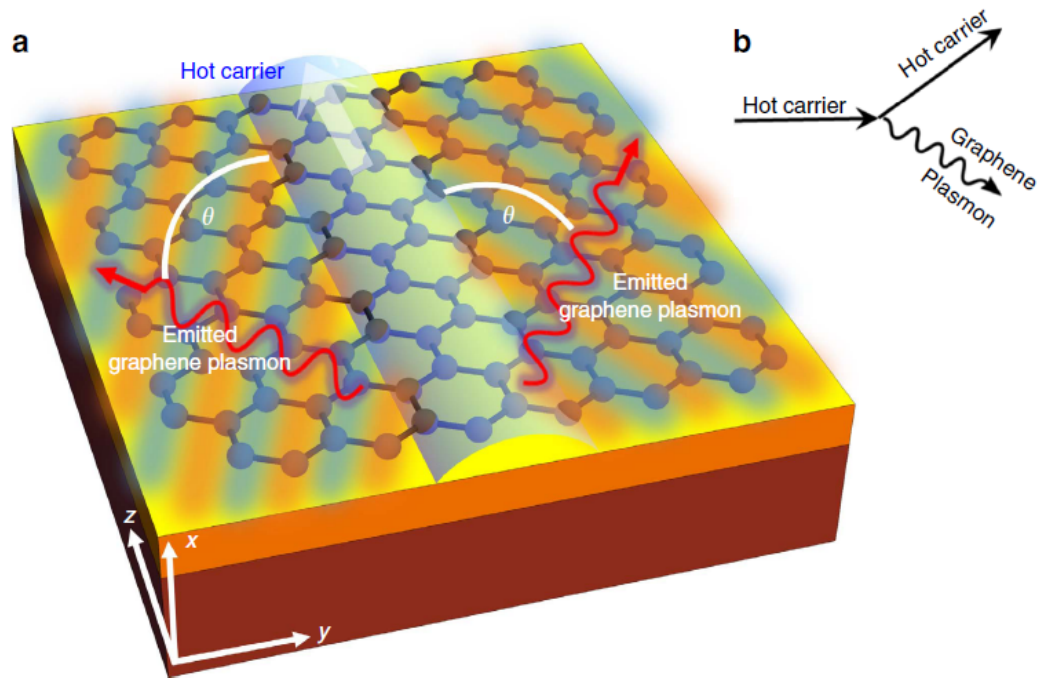 a
Hot carrier
θ
θ
Emitted
graphene plasmon
Emitted
graphene plasmon
z
x
y
b
Hot carrier
Hot carrier
Graphene
Plasmon